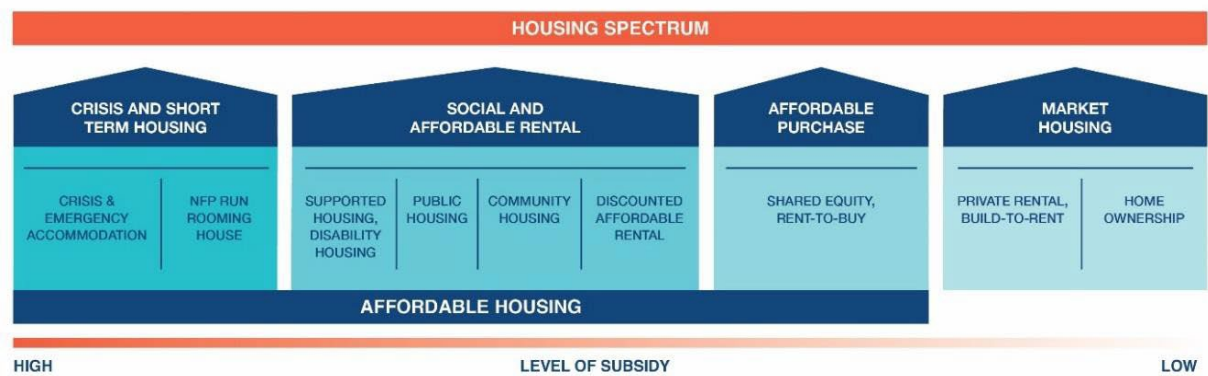 HOUSING SPECTRUM
CRISIS AND SHORT
TERM HOUSING
SOCIAL AND
AFFORDABLE RENTAL
AFFORDABLE
PURCHASE
MARKET
HOUSING
CRISIS &
EMERGENCY
ACCOMMODATION
NFP RUN
ROOMING
HOUSE
SUPPORTED
HOUSING,
DISABILITY
HOUSING
PUBLIC
HOUSING
COMMUNITY
HOUSING
DISCOUNTED
AFFORDABLE
RENTAL
SHARED EQUITY,
RENT-TO-BUY
PRIVATE RENTAL,
BUILD-TO-RENT
HOME
OWNERSHIP
AFFORDABLE HOUSING
HIGH
LEVEL OF SUBSIDY
LOW